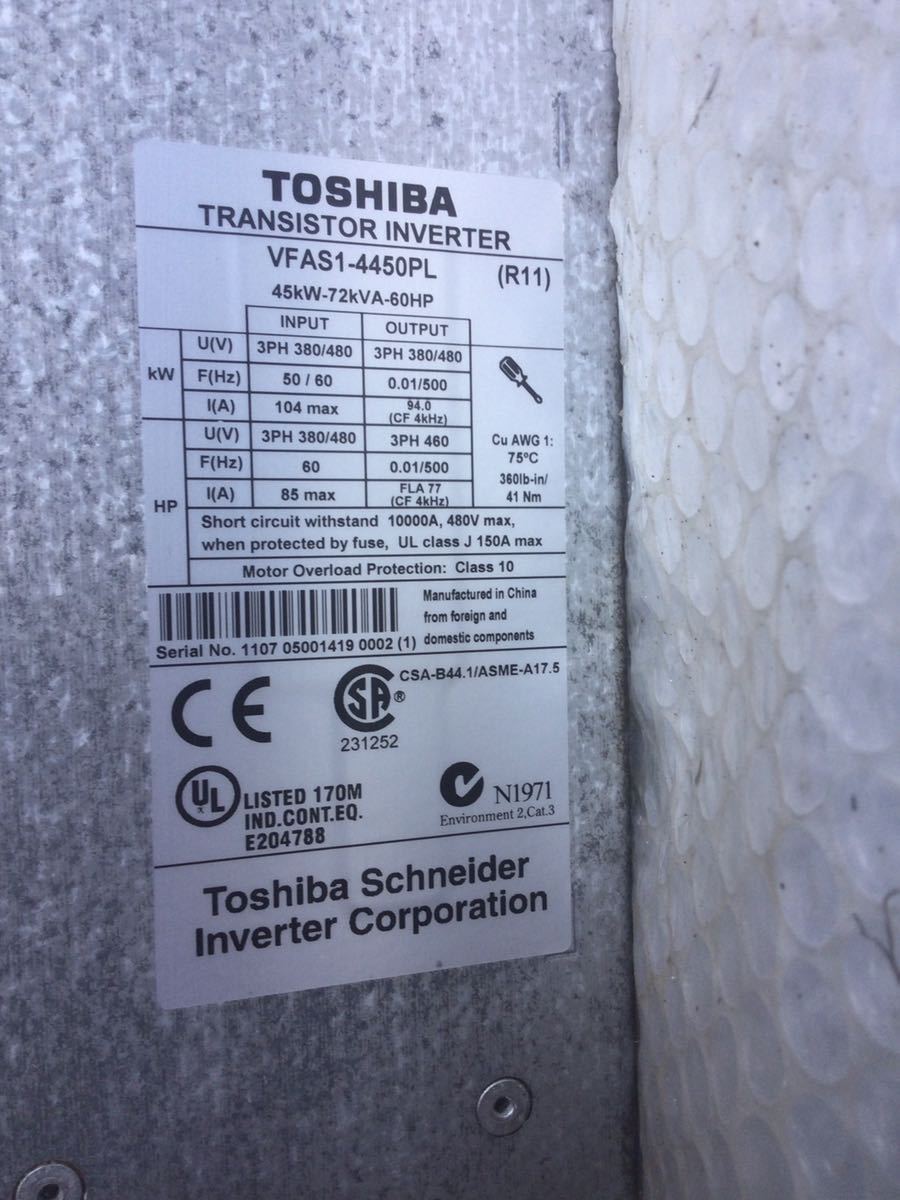 TOSHIBA
TRANSISTOR INVERTER
VFAS1-4450PL (R11)
45kW-72kVA-60HP
INPUT OUTPUT
kW U(V) 3PH 380/480 3PH 380/480
F(Hz) 50 / 60 0.01/500
I(A) 104 max 94.0 (CF 4kHz)
HP U(V) 3PH 380/480 3PH 460
F(Hz) 60 0.01/500
I(A) 85 max FLA 77 (CF 4kHz)
Cu AWG 1:
75°C
360lb-in/
41 Nm
Short circuit withstand 10000A, 480V max,
when protected by fuse, UL class J 150A max
Motor Overload Protection: Class 10
Manufactured in China
from foreign and
domestic components
Serial No. 1107 05001419 0002 (1)
CE
SA ® CSA-B44.1/ASME-A17.5
231252
UL LISTED 170M
IND.CONT.EQ.
E204788
N1971
Environment 2,Cat.3
Toshiba Schneider
Inverter Corporation